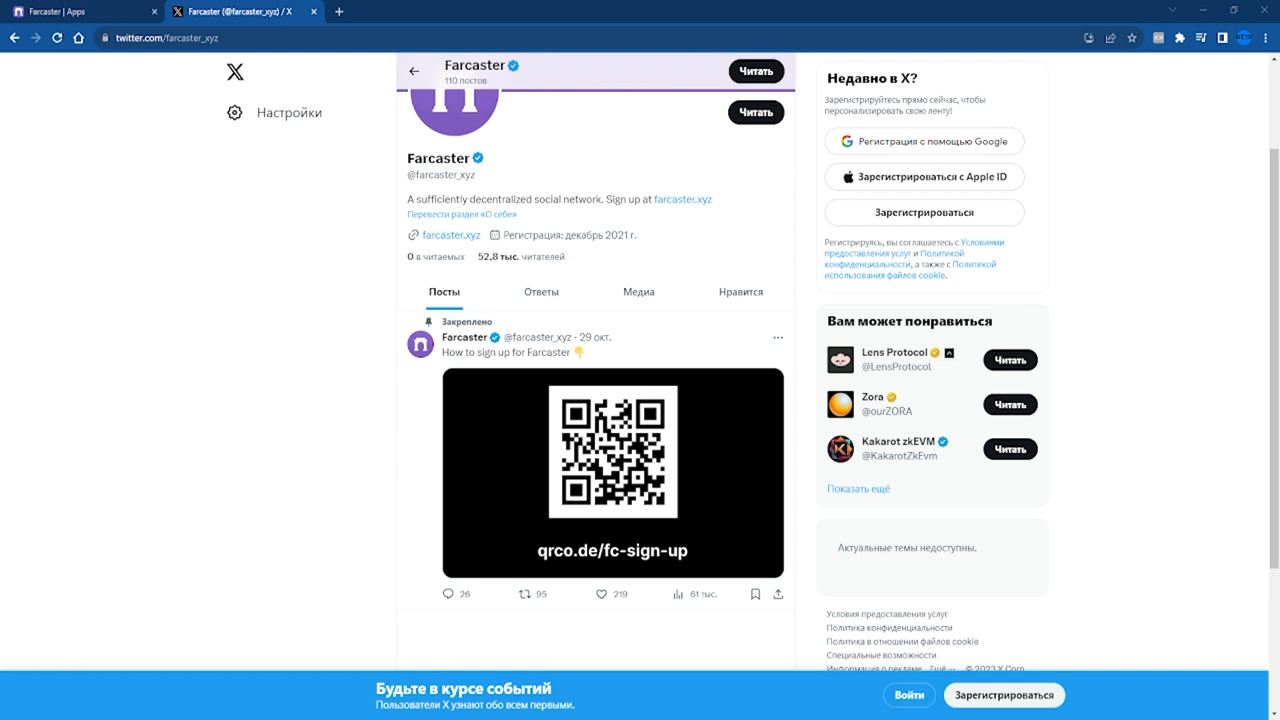 Farcaster | Apps
Farcaster (@farcaster_xyz) / X
twitter.com/farcaster_xyz
Настройки
Farcaster
110 постов
Читать
Читать
Farcaster
@farcaster_xyz
A sufficiently decentralized social network. Sign up at farcaster.xyz
Перевести раздел «О себе»
farcaster.xyz Регистрация: декабрь 2021 г.
0 в читаемых 52,8 тыс. читателей
Посты Ответы Медиа Нравится
Закреплено
Farcaster @farcaster_xyz · 29 окт.
How to sign up for Farcaster 👇
qrco.de/fc-sign-up
26 95 219 61 тыс.
Недавно в X?
Зарегистрируйтесь прямо сейчас, чтобы
персонализировать свою ленту!
Регистрация с помощью Google
Зарегистрироваться с Apple ID
Зарегистрироваться
Регистрируясь, вы соглашаетесь с Условиями
предоставления услуг и Политикой
конфиденциальности, а также с Политикой
использования файлов cookie.
Вам может понравиться
Lens Protocol
@LensProtocol
Читать
Zora
@ourZORA
Читать
Kakarot zkEVM
@KakarotZkEvm
Читать
Показать ещё
Актуальные темы недоступны.
Условия предоставления услуг
Политика конфиденциальности
Политика в отношении файлов cookie
Специальные возможности
Информация о рекламе Ещё ... © 2023 X Corp.
Будьте в курсе событий
Пользователи X узнают обо всем первыми.
Войти
Зарегистрироваться